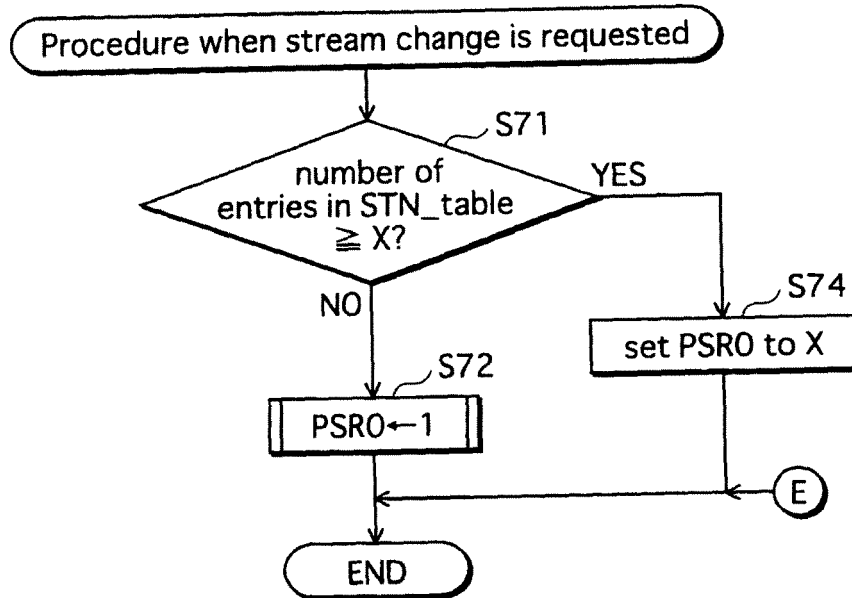 Procedure when stream change is requested
S71
number of
entries in STN_table
≧ X?
YES
NO
S74
set PSR0 to X
S72
PSR0←1
E
END